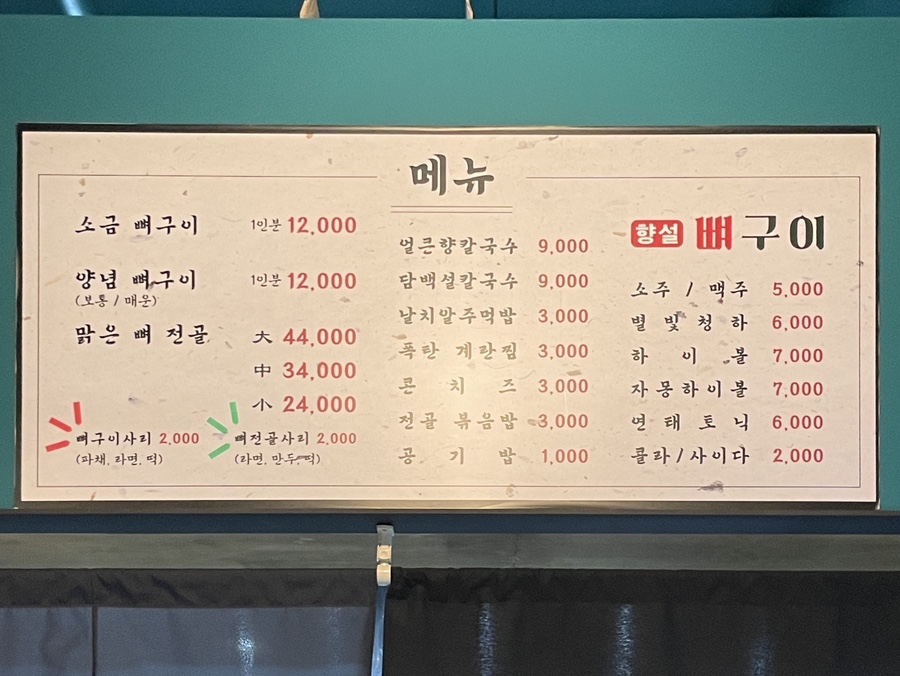 메뉴
소금 뼈구이 1인분 12,000
양념 뼈구이 1인분 12,000
(보통 / 매운)
맑은 뼈 전골 大 44,000
中 34,000
小 24,000
뼈구이사리 2,000
(파채, 라면, 떡)
뼈전골사리 2,000
(라면, 만두, 떡)
얼큰향칼국수 9,000
담백설칼국수 9,000
날치알주먹밥 3,000
폭탄 계란찜 3,000
콘치즈 3,000
전골 볶음밥 3,000
공기밥 1,000
향설 뼈구이
소주 / 맥주 5,000
별빛청하 6,000
하이볼 7,000
자몽하이볼 7,000
연태토닉 6,000
콜라/사이다 2,000